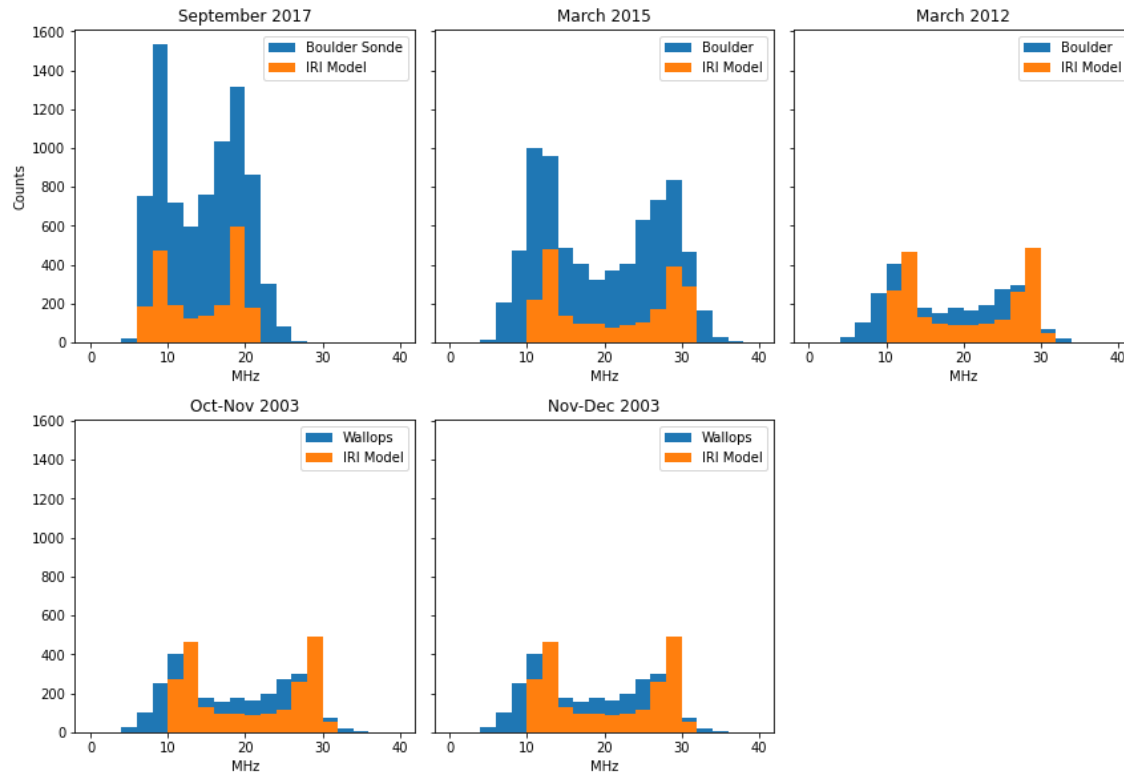 September 2017
March 2015
March 2012
1600
1400
1200
1000
800
600
400
200
0
Counts
Boulder Sonde
IRI Model
Boulder
IRI Model
Boulder
IRI Model
0 10 20 30 40
0 10 20 30 40
0 10 20 30 40
MHz
MHz
MHz
Oct-Nov 2003
Nov-Dec 2003
1600
1400
1200
1000
800
600
400
200
0
Wallops
IRI Model
Wallops
IRI Model
0 10 20 30 40
0 10 20 30 40
MHz
MHz